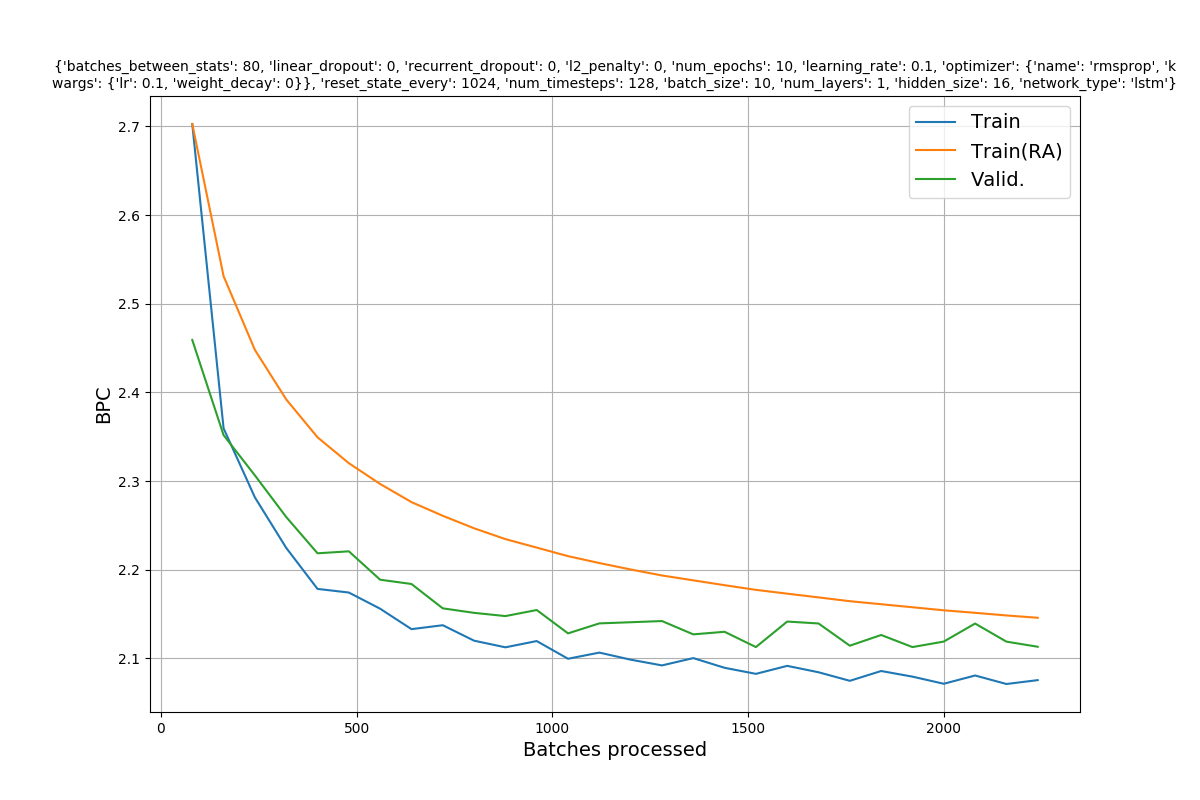 {'batches_between_stats': 80, 'linear_dropout': 0, 'recurrent_dropout': 0, 'l2_penalty': 0, 'num_epochs': 10, 'learning_rate': 0.1, 'optimizer': {'name': 'rmsprop', 'k
wargs': {'lr': 0.1, 'weight_decay': 0}}, 'reset_state_every': 1024, 'num_timesteps': 128, 'batch_size': 10, 'num_layers': 1, 'hidden_size': 16, 'network_type': 'lstm'}
Train
Train(RA)
Valid.
2.7
2.6
2.5
2.4
2.3
2.2
2.1
BPC
0
500
1000
1500
2000
Batches processed